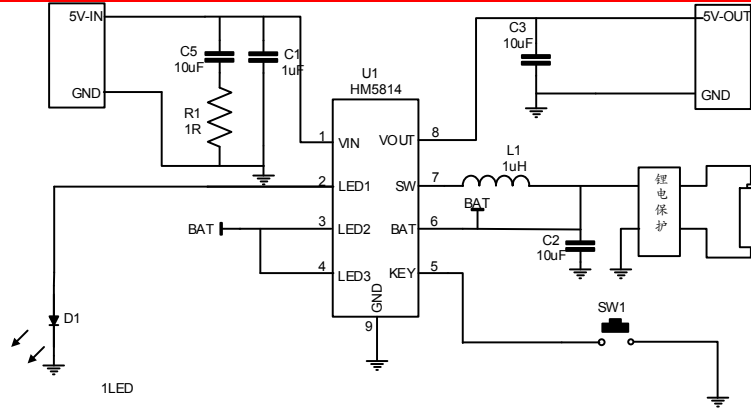 5V-IN
GND
C5
10uF
C1
1uF
R1
1R
U1
HM5814
1
VIN
2
LED1
3
LED2
4
LED3
BAT
GND
9
VOUT
8
SW
7
BAT
6
KEY
5
C3
10uF
5V-OUT
GND
L1
1uH
BAT
C2
10uF
锂
电
保
护
SW1
D1
1LED